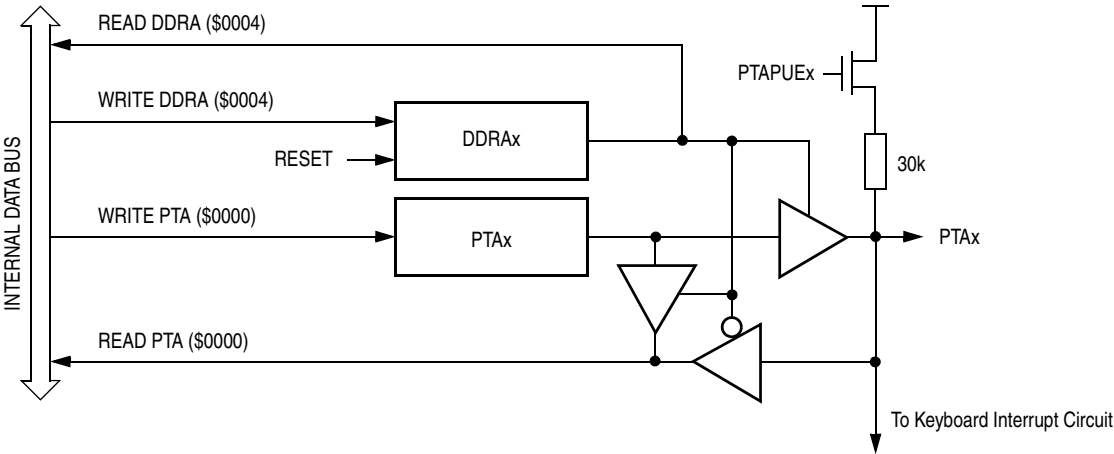 READ DDRA ($0004)
PTAPUEx
WRITE DDRA ($0004)
DDRAx
RESET
30k
INTERNAL DATA BUS
WRITE PTA ($0000)
PTAx
PTAx
READ PTA ($0000)
To Keyboard Interrupt Circuit